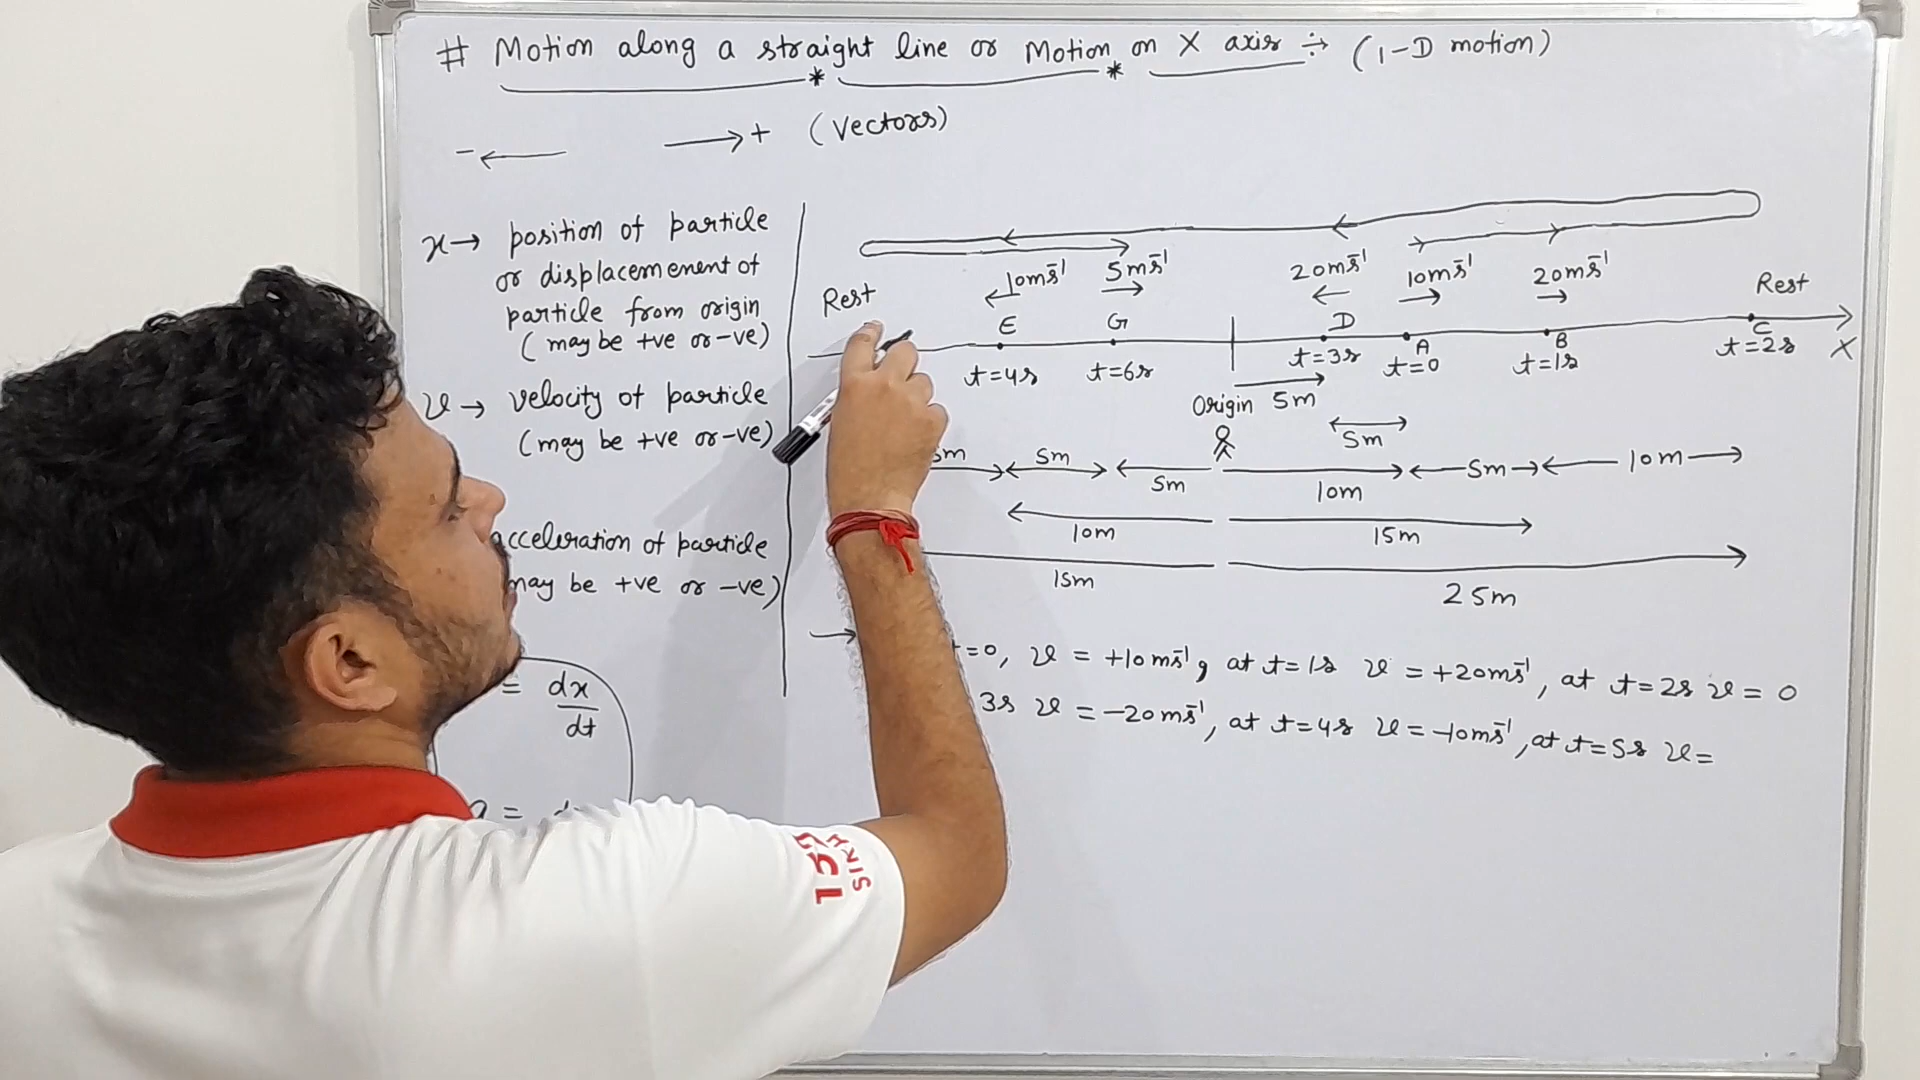 # Motion along a straight line or Motion on X axis ÷ (1-D motion)
- ← → + (Vectors)
x → position of particle
or displacemenent of
particle from origin
( may be +ve or -ve)
v → velocity of particle
(may be +ve or -ve)
acceleration of particle
may be +ve or -ve)
= dx
dt
a =
Rest
10ms⁻¹ 5ms⁻¹ 20ms⁻¹ 10ms⁻¹ 20ms⁻¹ Rest
E G D A B C
t=4s t=6s t=3s t=0 t=1s t=2s X
Origin 5m
5m
5m 5m 5m 10m 5m 10m
10m 15m
15m 25m
t=0, v = +10ms⁻¹, at t=1s v = +20ms⁻¹, at t=2s v = 0
3s v = -20ms⁻¹, at t=4s v = -10ms⁻¹, at t=5s v =
SIKH